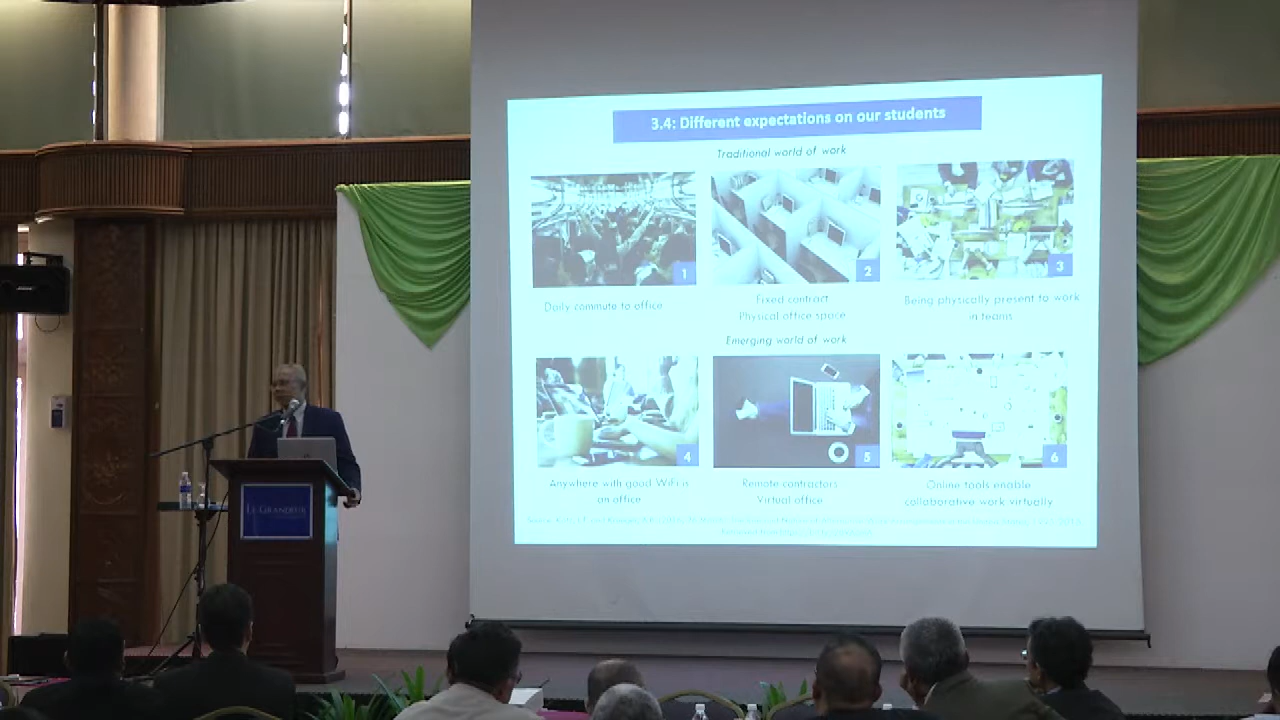 3.4: Different expectations on our students
Traditional world of work
1
2
3
Daily commute to office
Fixed contract
Physical office space
Being physically present to work
in teams
Emerging world of work
4
5
6
Anywhere with good WiFi is
an office
Remote contractors
Virtual office
Online tools enable
collaborative work virtually
LE GRANDEUR